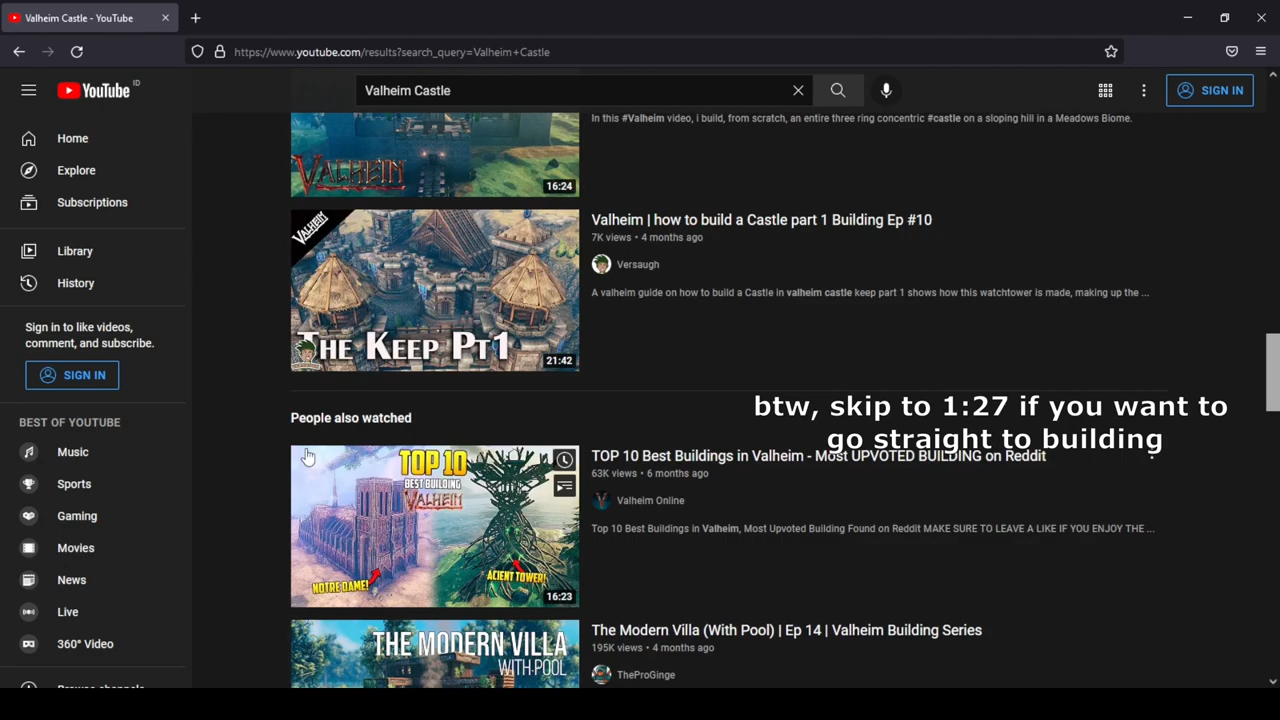 Valheim Castle - YouTube
https://www.youtube.com/results?search_query=Valheim+Castle
YouTube ID
Valheim Castle
SIGN IN
Home
Explore
Subscriptions
Library
History
Sign in to like videos,
comment, and subscribe.
SIGN IN
BEST OF YOUTUBE
Music
Sports
Gaming
Movies
News
Live
360° Video
Browse channels
VALHEIM
16:24
In this #Valheim video, i build, from scratch, an entire three ring concentric #castle on a sloping hill in a Meadows Biome.
VALHEIM
THE KEEP PT1
21:42
Valheim | how to build a Castle part 1 Building Ep #10
7K views • 4 months ago
Versaugh
A valheim guide on how to build a Castle in valheim castle keep part 1 shows how this watchtower is made, making up the ...
People also watched
btw, skip to 1:27 if you want to
go straight to building
TOP 10
BEST BUILDING
VALHEIM
NOTRE DAME!
ACIENT TOWER!
16:23
TOP 10 Best Buildings in Valheim - Most UPVOTED BUILDING on Reddit
63K views • 6 months ago
Valheim Online
Top 10 Best Buildings in Valheim, Most Upvoted Building Found on Reddit MAKE SURE TO LEAVE A LIKE IF YOU ENJOY THE ...
THE MODERN VILLA
WITH POOL
The Modern Villa (With Pool) | Ep 14 | Valheim Building Series
195K views • 4 months ago
TheProGinge